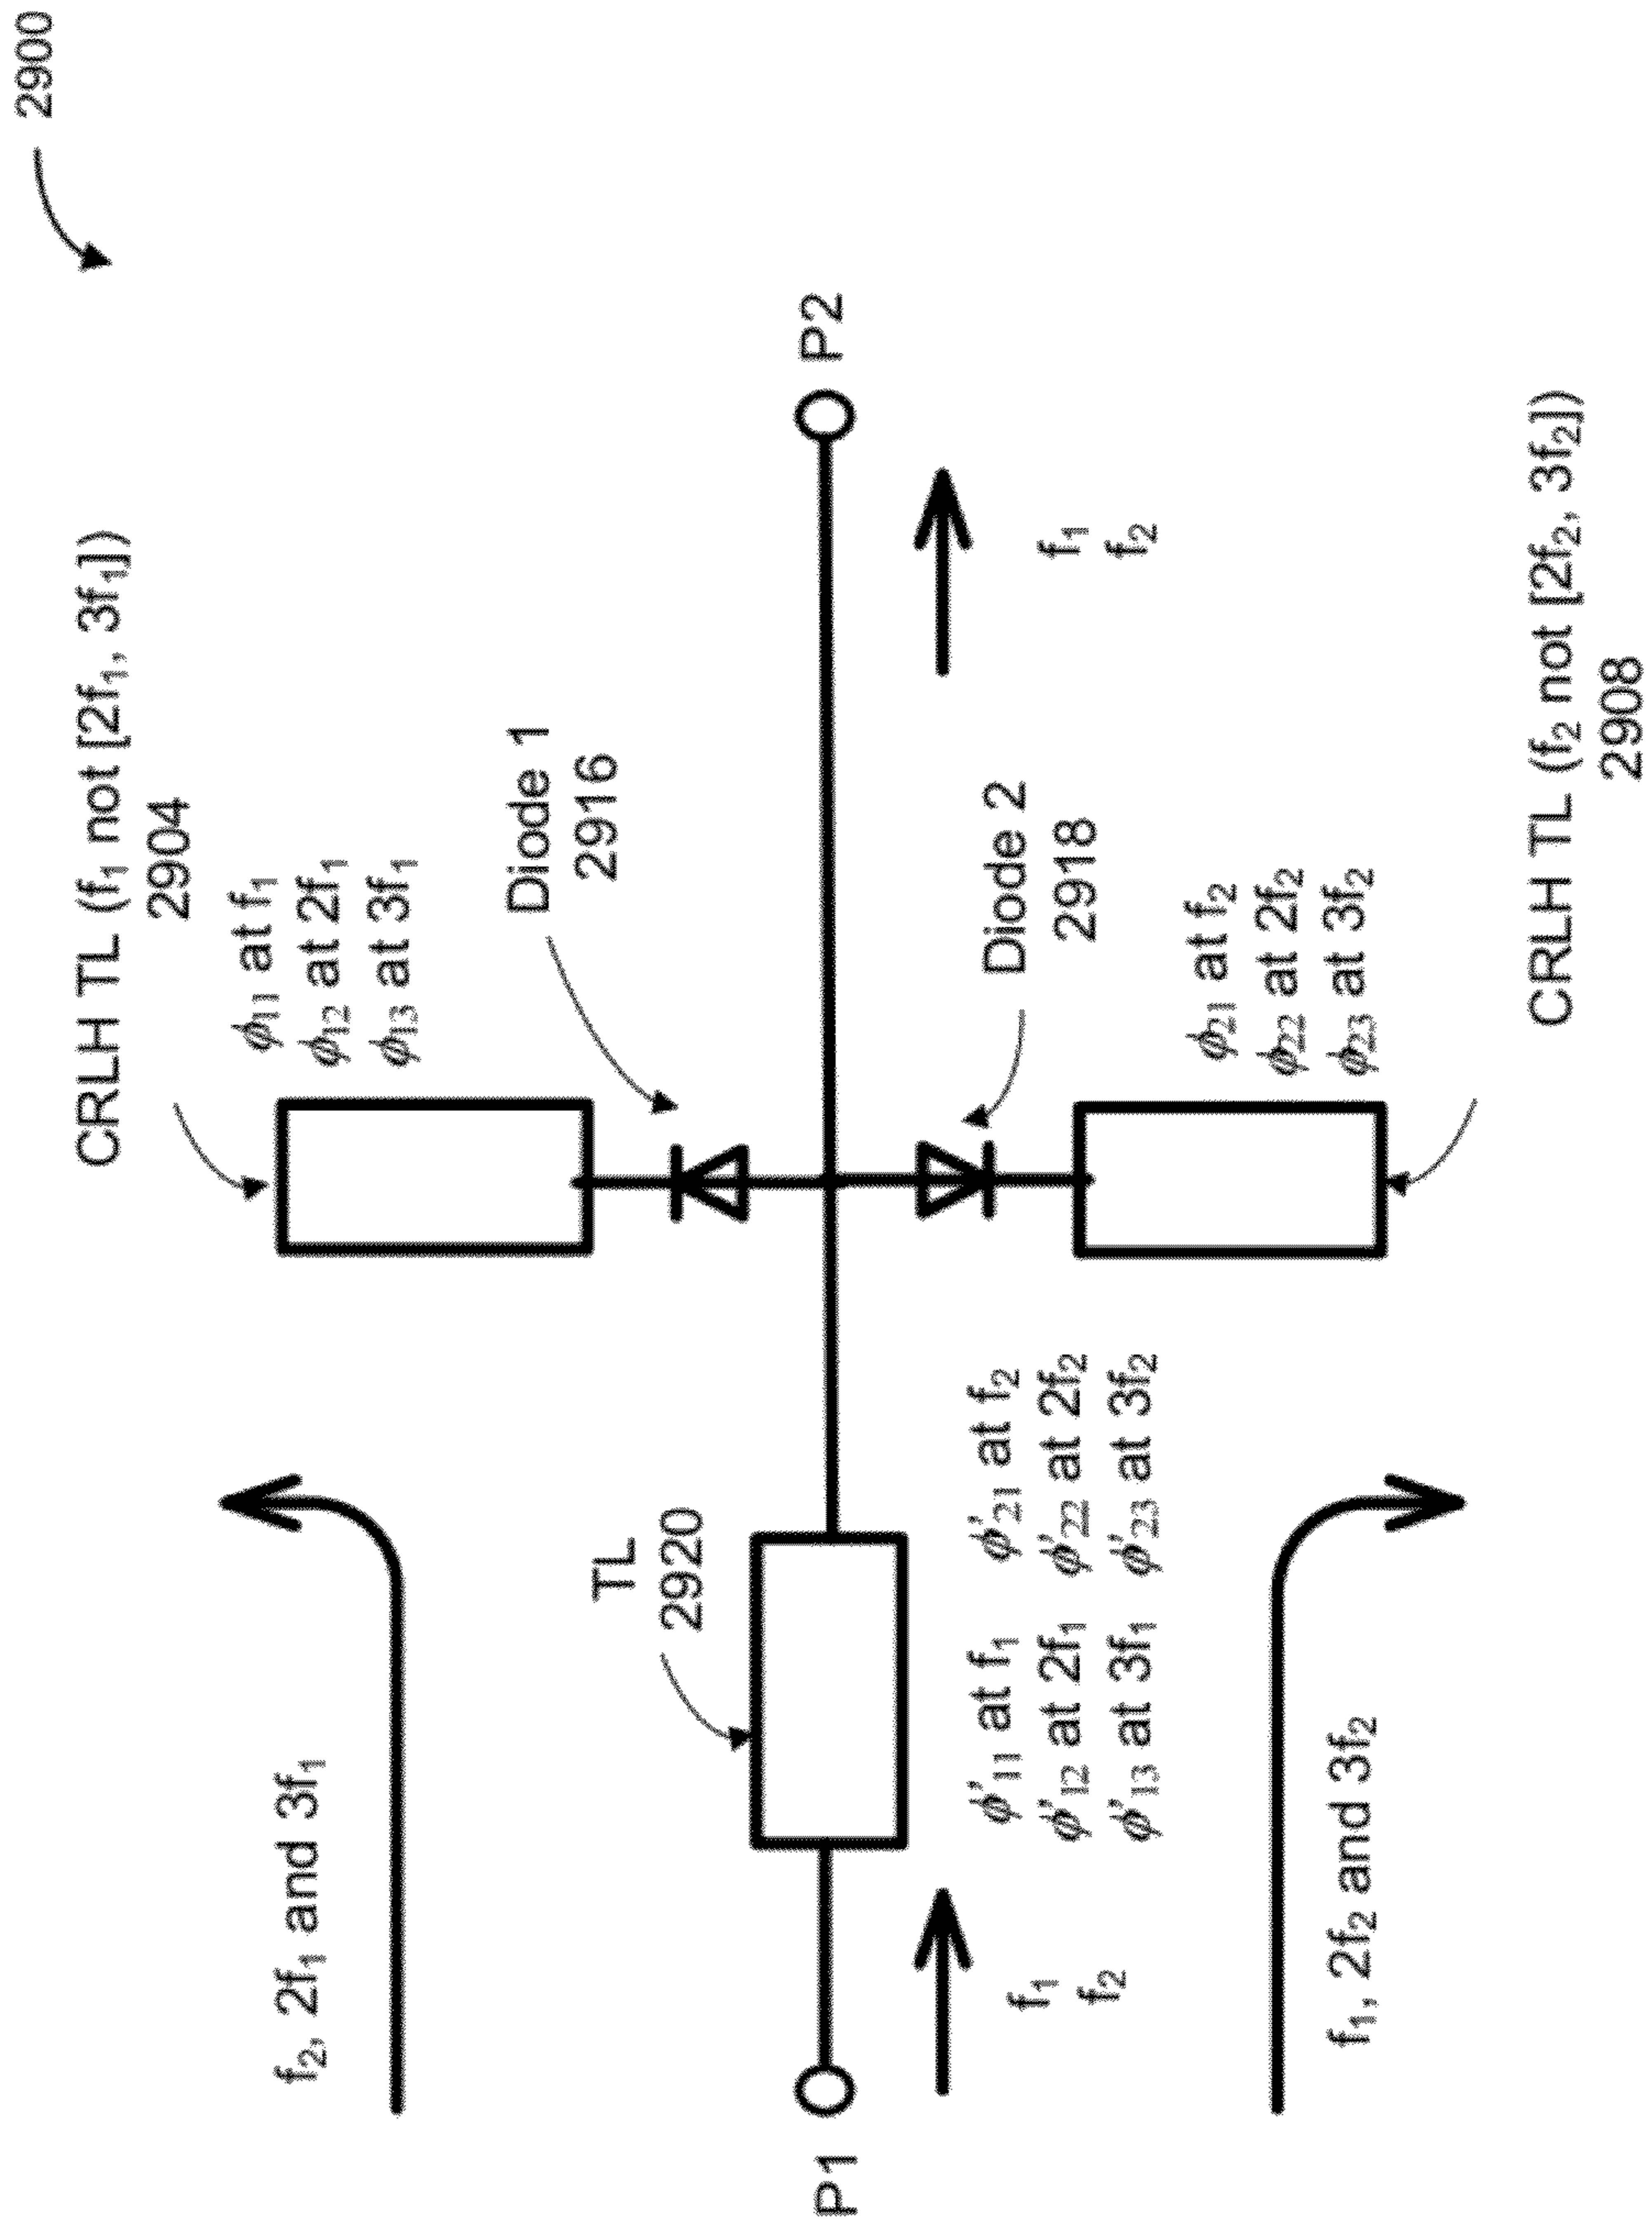 2900
CRLH TL (f₁ not [2f₁, 3f₁])
2904
ϕ₁₁ at f₁
ϕ₁₂ at 2f₁
ϕ₁₃ at 3f₁
f₂, 2f₁ and 3f₁
Diode 1
2916
TL
2920
P1
P2
f₁
f₂
ϕ'₁₁ at f₁
ϕ'₁₂ at 2f₁
ϕ'₁₃ at 3f₁
ϕ'₂₁ at f₂
ϕ'₂₂ at 2f₂
ϕ'₂₃ at 3f₂
Diode 2
2918
f₁
f₂
f₁, 2f₂ and 3f₂
ϕ₂₁ at f₂
ϕ₂₂ at 2f₂
ϕ₂₃ at 3f₂
CRLH TL (f₂ not [2f₂, 3f₂])
2908